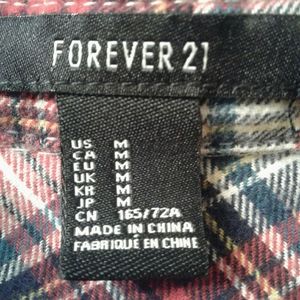 FOREVER 21
US M
CA M
EU M
UK M
KR M
JP M
CN 165/72A
MADE IN CHINA
FABRIQUÉ EN CHINE